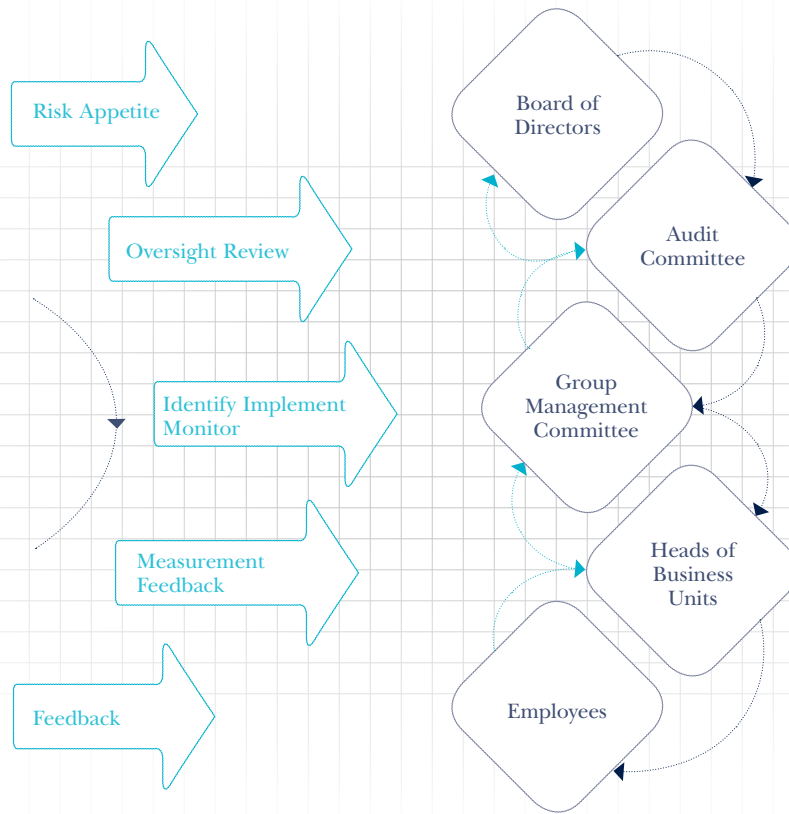 Risk Appetite
Board of
Directors
Oversight Review
Audit
Committee
Identify Implement
Monitor
Group
Management
Committee
Measurement
Feedback
Heads of
Business
Units
Feedback
Employees